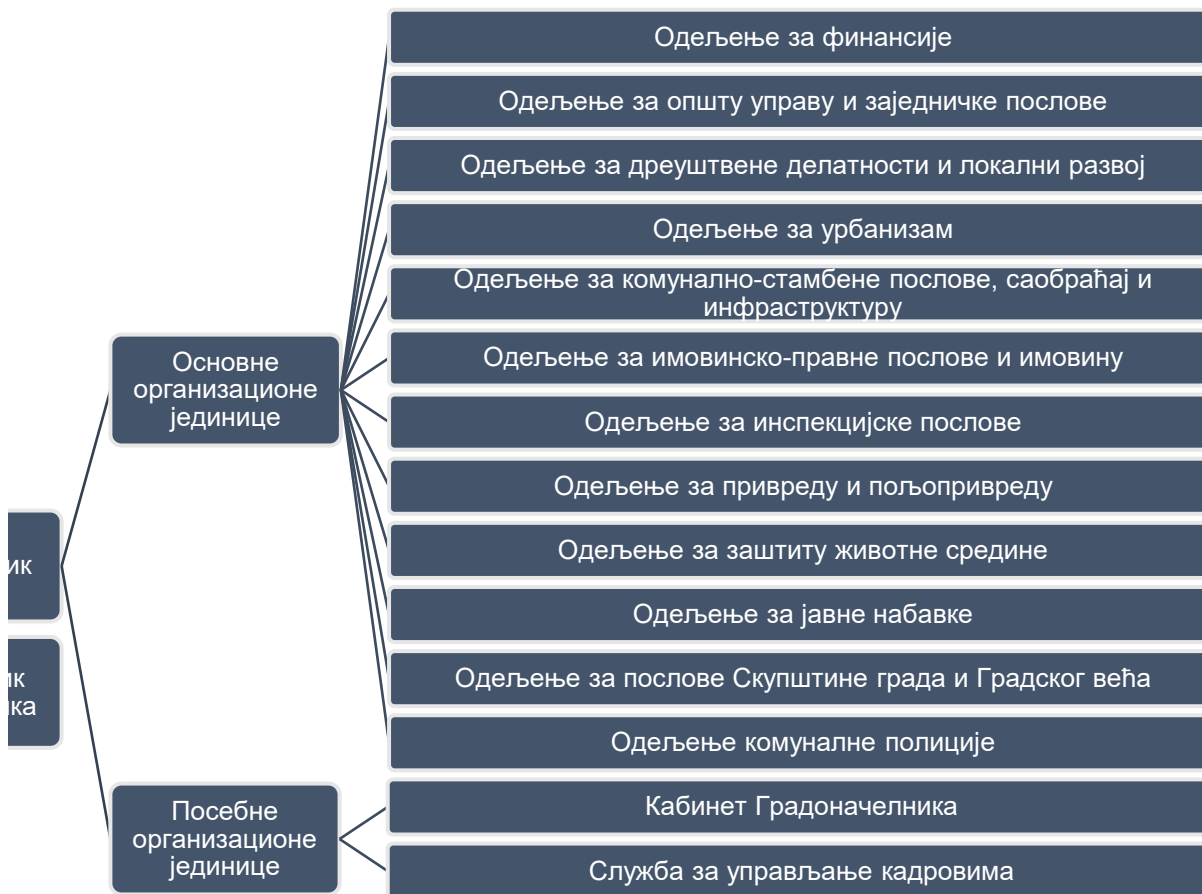 Одељење за финансије
Одељење за општу управу и заједничке послове
Одељење за дреуштвене делатности и локални развој
Одељење за урбанизам
Одељење за комунално-стамбене послове, саобраћај и
инфраструктуру
Основне
организационе
јединице
Одељење за имовинско-правне послове и имовину
Одељење за инспекцијске послове
Одељење за привреду и пољопривреду
Одељење за заштиту животне средине
Одељење за јавне набавке
Одељење за послове Скупштине града и Градског већа
Одељење комуналне полиције
Посебне
организационе
јединице
Кабинет Градоначелника
Служба за управљање кадровима